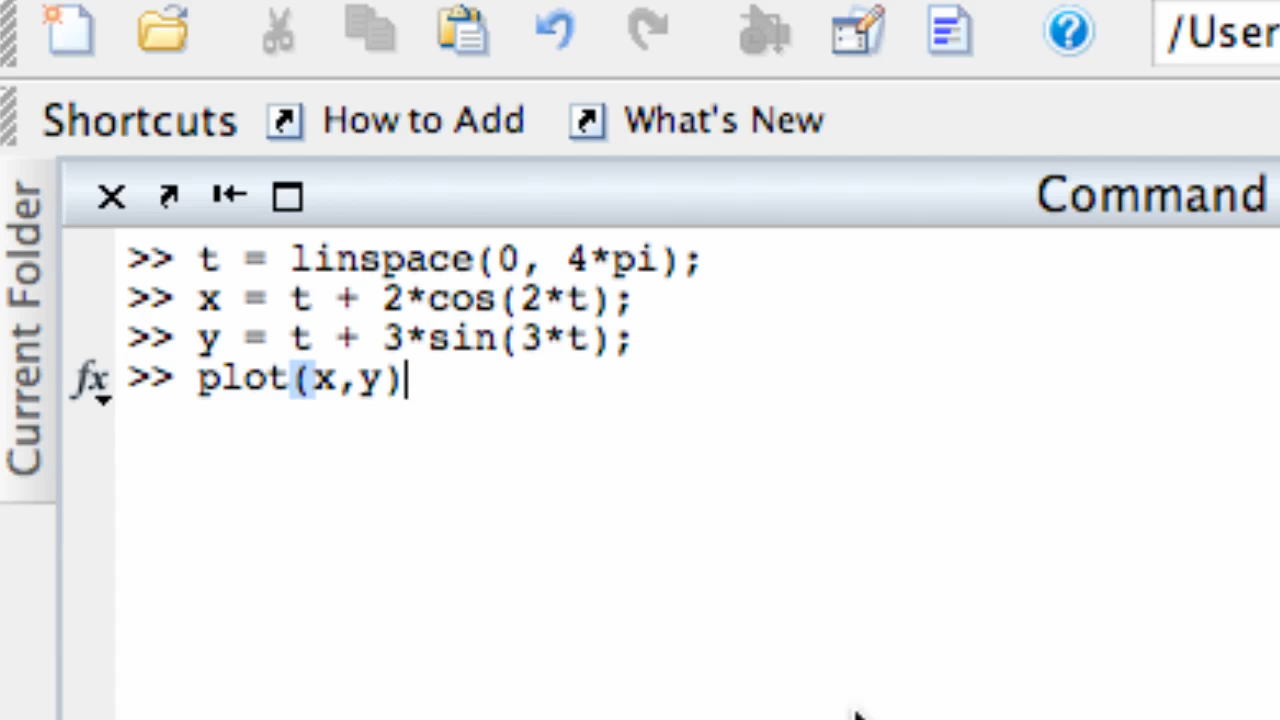 /User
Shortcuts How to Add What's New
Current Folder
Command
>> t = linspace(0, 4*pi);
>> x = t + 2*cos(2*t);
>> y = t + 3*sin(3*t);
fx >> plot(x,y)